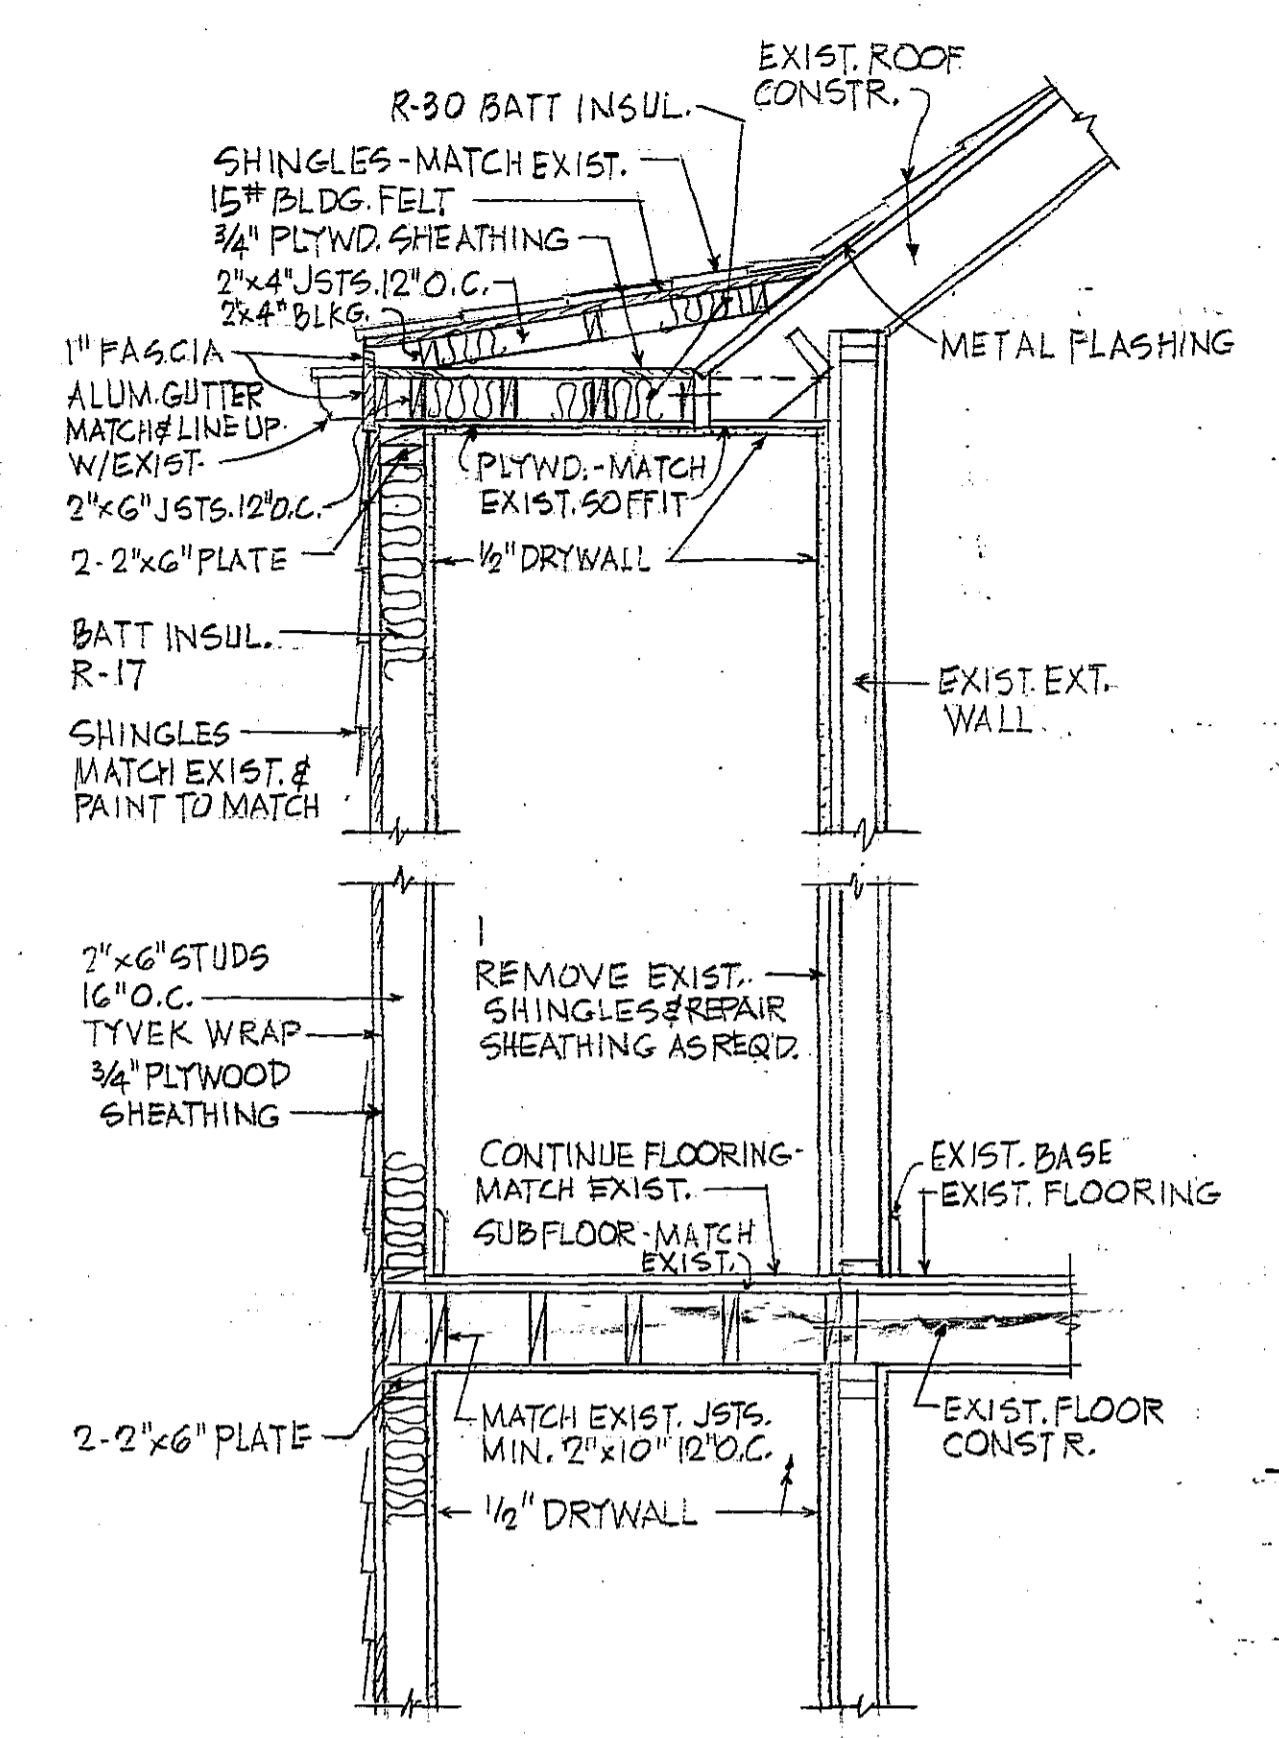 EXIST. ROOF
CONSTR.
R-30 BATT INSUL.
SHINGLES - MATCH EXIST.
15# BLDG. FELT
3/4" PLYWD. SHEATHING
2"x4" JSTS. 12" O.C.
2"x4" BLKG.
1" FASCIA
ALUM. GUTTER
MATCH & LINE UP
W/EXIST.
2"x6" JSTS. 12" O.C.
2-2"x6" PLATE
METAL FLASHING
PLYWD. - MATCH
EXIST. SOFFIT
1/2" DRYWALL
BATT INSUL.
R-17
SHINGLES
MATCH EXIST. &
PAINT TO MATCH
EXIST. EXT.
WALL
2"x6" STUDS
16" O.C.
TYVEK WRAP
3/4" PLYWOOD
SHEATHING
REMOVE EXIST.
SHINGLES & REPAIR
SHEATHING AS REQ'D.
CONTINUE FLOORING-
MATCH EXIST.
SUBFLOOR - MATCH
EXIST.
EXIST. BASE
EXIST. FLOORING
2-2"x6" PLATE
MATCH EXIST. JSTS.
MIN. 2"x10" 12" O.C.
EXIST. FLOOR
CONSTR.
1/2" DRYWALL